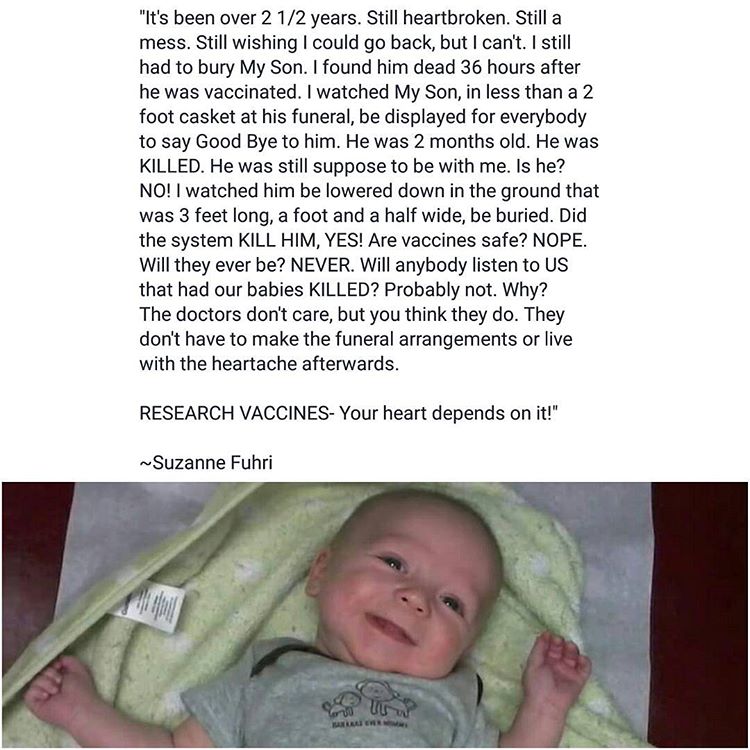 "It's been over 2 1/2 years. Still heartbroken. Still a
mess. Still wishing I could go back, but I can't. I still
had to bury My Son. I found him dead 36 hours after
he was vaccinated. I watched My Son, in less than a 2
foot casket at his funeral, be displayed for everybody
to say Good Bye to him. He was 2 months old. He was
KILLED. He was still suppose to be with me. Is he?
NO! I watched him be lowered down in the ground that
was 3 feet long, a foot and a half wide, be buried. Did
the system KILL HIM, YES! Are vaccines safe? NOPE.
Will they ever be? NEVER. Will anybody listen to US
that had our babies KILLED? Probably not. Why?
The doctors don't care, but you think they do. They
don't have to make the funeral arrangements or live
with the heartache afterwards.
RESEARCH VACCINES- Your heart depends on it!"
~Suzanne Fuhri